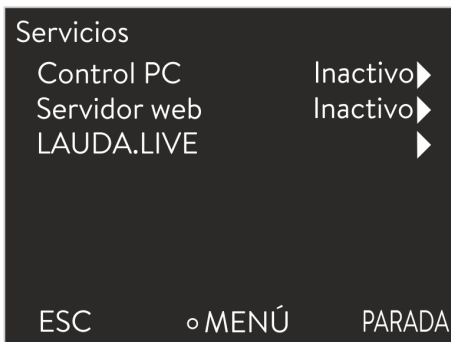 Servicios
Control PC Inactivo
Servidor web Inactivo
LAUDA.LIVE
ESC MENÚ PARADA